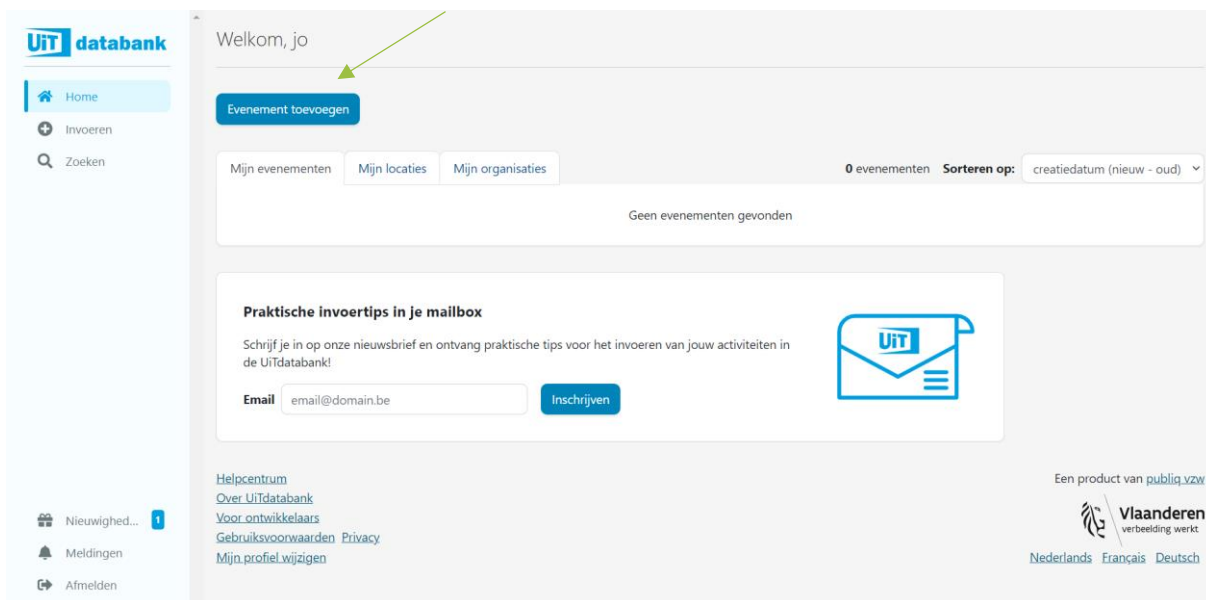 UiT databank
Home
Invoeren
Zoeken
Nieuwighed... 1
Meldingen
Afmelden
Welkom, jo
Evenement toevoegen
Mijn evenementen Mijn locaties Mijn organisaties 0 evenementen Sorteren op: creatiedatum (nieuw - oud)
Geen evenementen gevonden
Praktische invoertips in je mailbox
Schrijf je in op onze nieuwsbrief en ontvang praktische tips voor het invoeren van jouw activiteiten in
de UiTdatabank!
Email email@domain.be Inschrijven
UiT
Helpcentrum
Over UiTdatabank
Voor ontwikkelaars
Gebruiksvoorwaarden Privacy
Mijn profiel wijzigen
Een product van publiq vzw
Vlaanderen
verbeelding werkt
Nederlands Français Deutsch